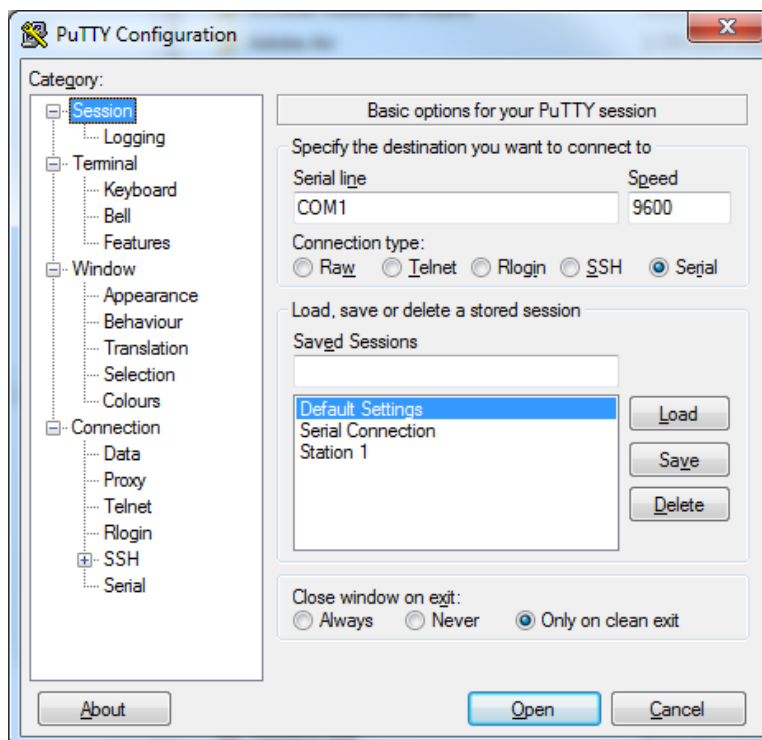 PuTTY Configuration
Category:
Session
Logging
Terminal
Keyboard
Bell
Features
Window
Appearance
Behaviour
Translation
Selection
Colours
Connection
Data
Proxy
Telnet
Rlogin
SSH
Serial
Basic options for your PuTTY session
Specify the destination you want to connect to
Serial line Speed
COM1 9600
Connection type:
Raw Telnet Rlogin SSH Serial
Load, save or delete a stored session
Saved Sessions
Default Settings
Serial Connection
Station 1
Load
Save
Delete
Close window on exit:
Always Never Only on clean exit
About Open Cancel